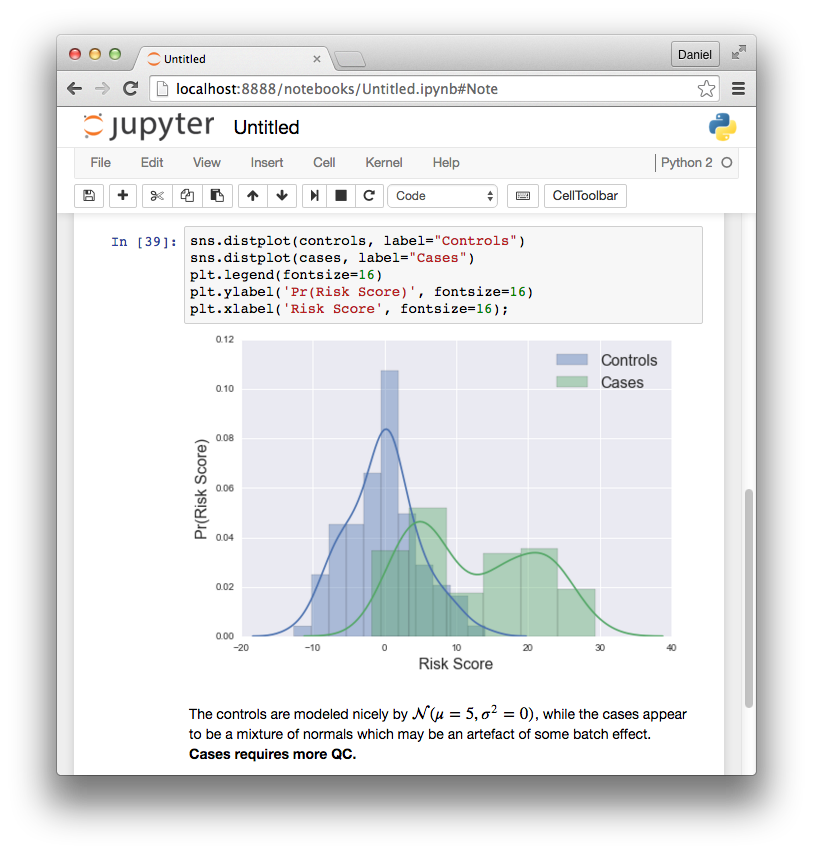 Untitled
Daniel
localhost:8888/notebooks/Untitled.ipynb#Note
jupyter Untitled
File Edit View Insert Cell Kernel Help Python 2
Code CellToolbar
In [39]: sns.distplot(controls, label="Controls")
sns.distplot(cases, label="Cases")
plt.legend(fontsize=16)
plt.ylabel('Pr(Risk Score)', fontsize=16)
plt.xlabel('Risk Score', fontsize=16);
0.12
Controls
Cases
0.10
0.08
0.06
0.04
0.02
0.00
Pr(Risk Score)
−20 −10 0 10 20 30 40
Risk Score
The controls are modeled nicely by 𝒩(μ = 5, σ² = 0), while the cases appear
to be a mixture of normals which may be an artefact of some batch effect.
Cases requires more QC.